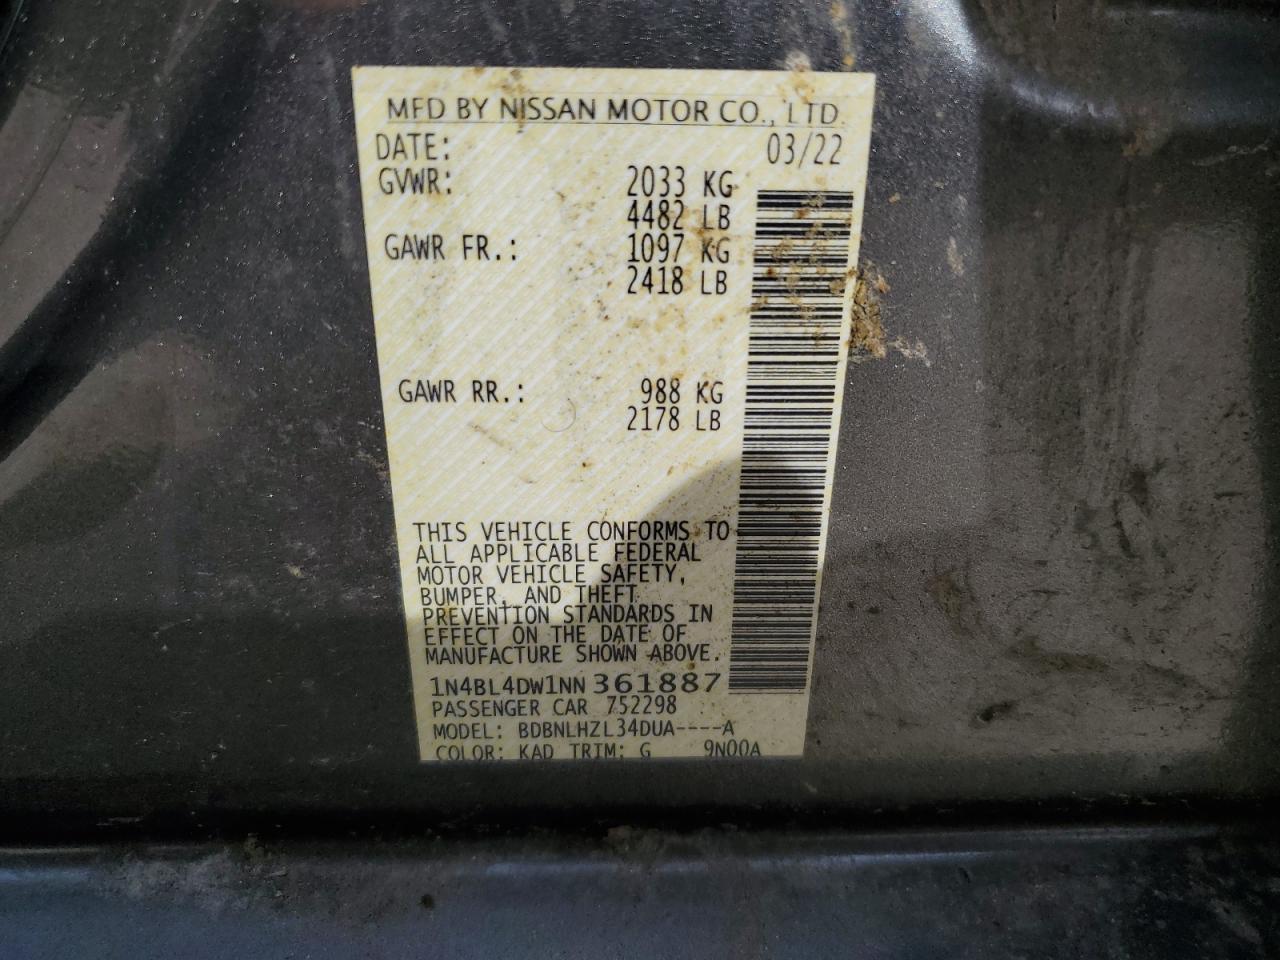 MFD BY NISSAN MOTOR CO., LTD.
DATE: 03/22
GVWR: 2033 KG
4482 LB
GAWR FR.: 1097 KG
2418 LB
GAWR RR.: 988 KG
2178 LB
THIS VEHICLE CONFORMS TO
ALL APPLICABLE FEDERAL
MOTOR VEHICLE SAFETY,
BUMPER, AND THEFT
PREVENTION STANDARDS IN
EFFECT ON THE DATE OF
MANUFACTURE SHOWN ABOVE.
1N4BL4DW1NN361887
PASSENGER CAR 752298
MODEL: BDBNLHZL34DUA----A
COLOR: KAD TRIM: G 9N00A